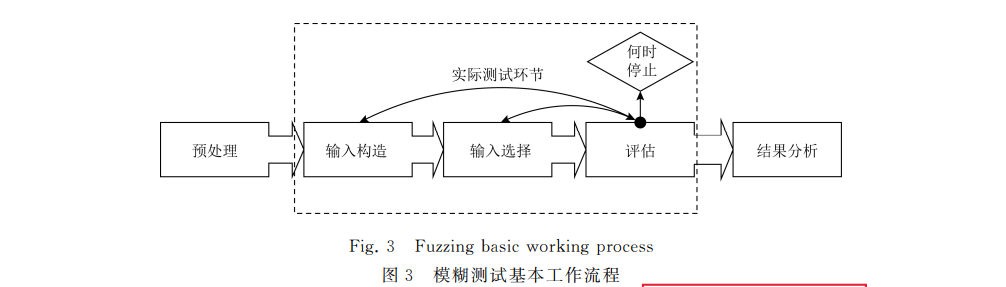 何时
停止
实际测试环节
预处理
输入构造
输入选择
评估
结果分析
Fig. 3 Fuzzing basic working process
图 3 模糊测试基本工作流程